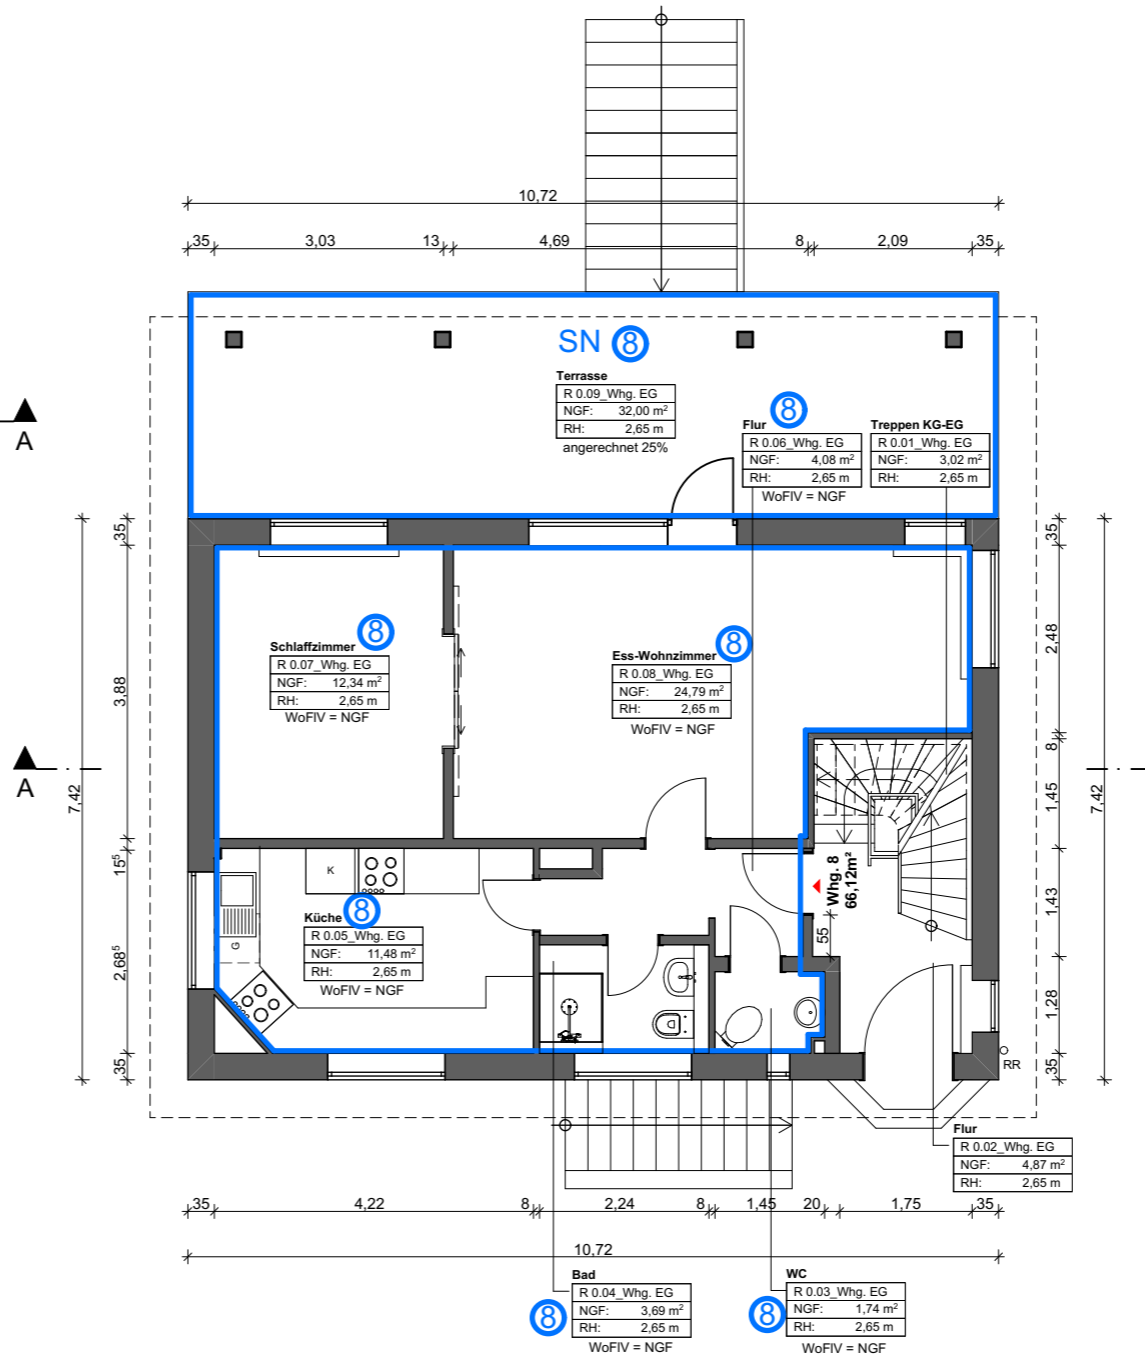 10,72
35
3,03
13
4,69
8
2,09
35
SN 8
Terrasse
R 0.09_Whg. EG
NGF: 32,00 m²
RH: 2,65 m
angerechnet 25%
8
Flur
R 0.06_Whg. EG
NGF: 4,08 m²
RH: 2,65 m
WoFlV = NGF
Treppen KG-EG
R 0.01_Whg. EG
NGF: 3,02 m²
RH: 2,65 m
A
A
35
3,88
7,42
15⁵
2,68⁵
35
8
Schlaffzimmer
R 0.07_Whg. EG
NGF: 12,34 m²
RH: 2,65 m
WoFlV = NGF
8
Ess-Wohnzimmer
R 0.08_Whg. EG
NGF: 24,79 m²
RH: 2,65 m
WoFlV = NGF
35
2,48
8
1,45
7,42
1,43
1,28
35
Whg. 8
66,12m²
55
K
G
8
Küche
R 0.05_Whg. EG
NGF: 11,48 m²
RH: 2,65 m
WoFlV = NGF
RR
Flur
R 0.02_Whg. EG
NGF: 4,87 m²
RH: 2,65 m
35
4,22
8
2,24
8
1,45
20
1,75
35
10,72
8
Bad
R 0.04_Whg. EG
NGF: 3,69 m²
RH: 2,65 m
WoFlV = NGF
8
WC
R 0.03_Whg. EG
NGF: 1,74 m²
RH: 2,65 m
WoFlV = NGF